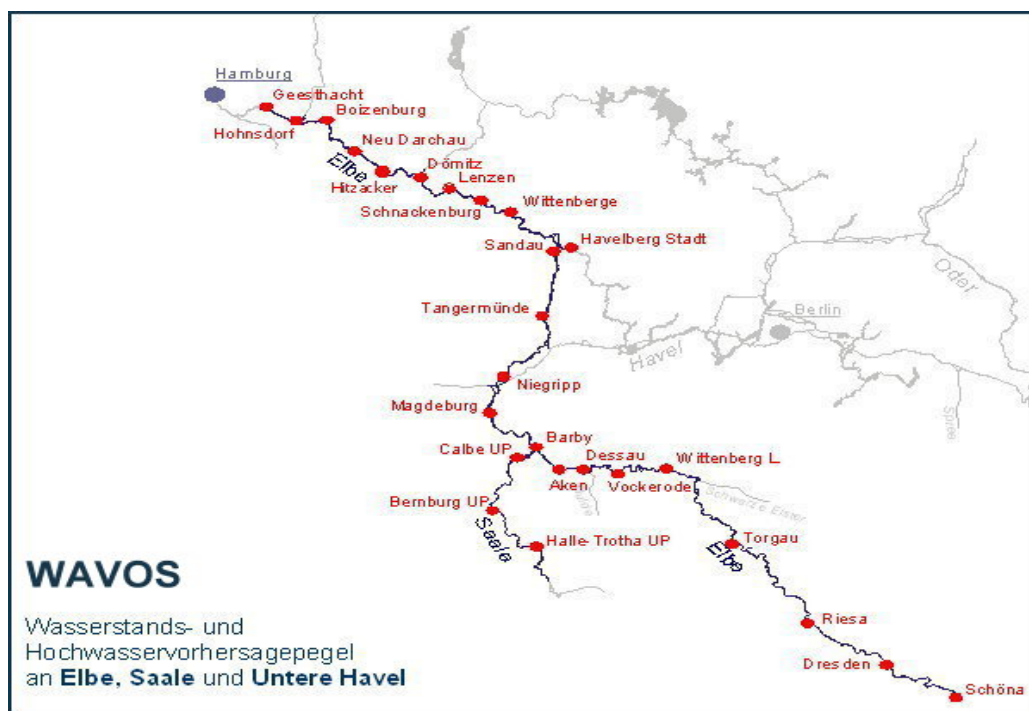 Hamburg
Geesthacht
Boizenburg
Hohnsdorf
Neu Darchau
Elbe
Dömitz
Hitzacker
Lenzen
Schnackenburg
Wittenberge
Sandau
Havelberg Stadt
Oder
Tangermünde
Berlin
Havel
Niegripp
Spree
Magdeburg
Barby
Calbe UP
Dessau
Wittenberg L.
Aken
Vockerode
Schwarze Elster
Mulde
Bernburg UP
Saale
Halle-Trotha UP
Torgau
Elbe
WAVOS
Wasserstands- und
Hochwasservorhersagepegel
an Elbe, Saale und Untere Havel
Riesa
Dresden
Schöna